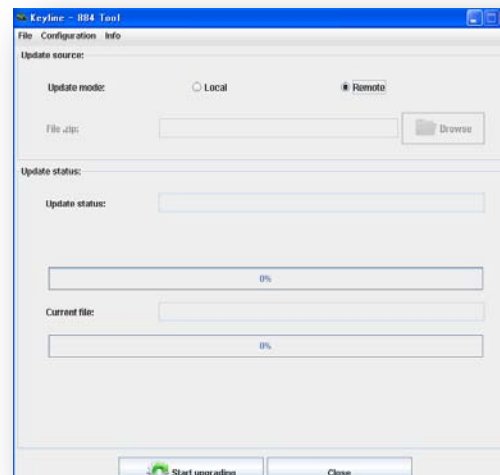 Keyline - 884 Tool
File Configuration Info
Update source:
Update mode: Local Remote
File .zip: Browse
Update status:
Update status:
0%
Current file:
0%
Start upgrading Close